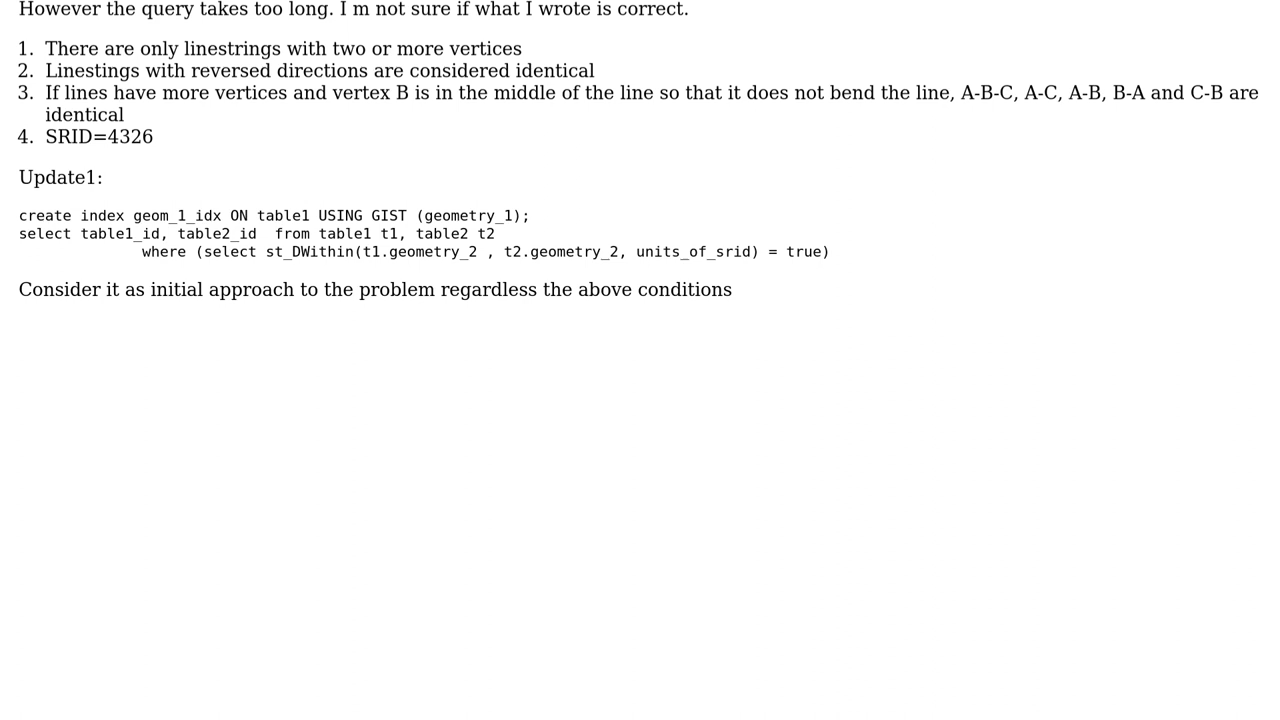 However the query takes too long. I m not sure if what I wrote is correct.
1. There are only linestrings with two or more vertices
2. Linestings with reversed directions are considered identical
3. If lines have more vertices and vertex B is in the middle of the line so that it does not bend the line, A-B-C, A-C, A-B, B-A and C-B are
identical
4. SRID=4326
Update1:
create index geom_1_idx ON table1 USING GIST (geometry_1);
select table1_id, table2_id  from table1 t1, table2 t2
              where (select st_DWithin(t1.geometry_2 , t2.geometry_2, units_of_srid) = true)
Consider it as initial approach to the problem regardless the above conditions